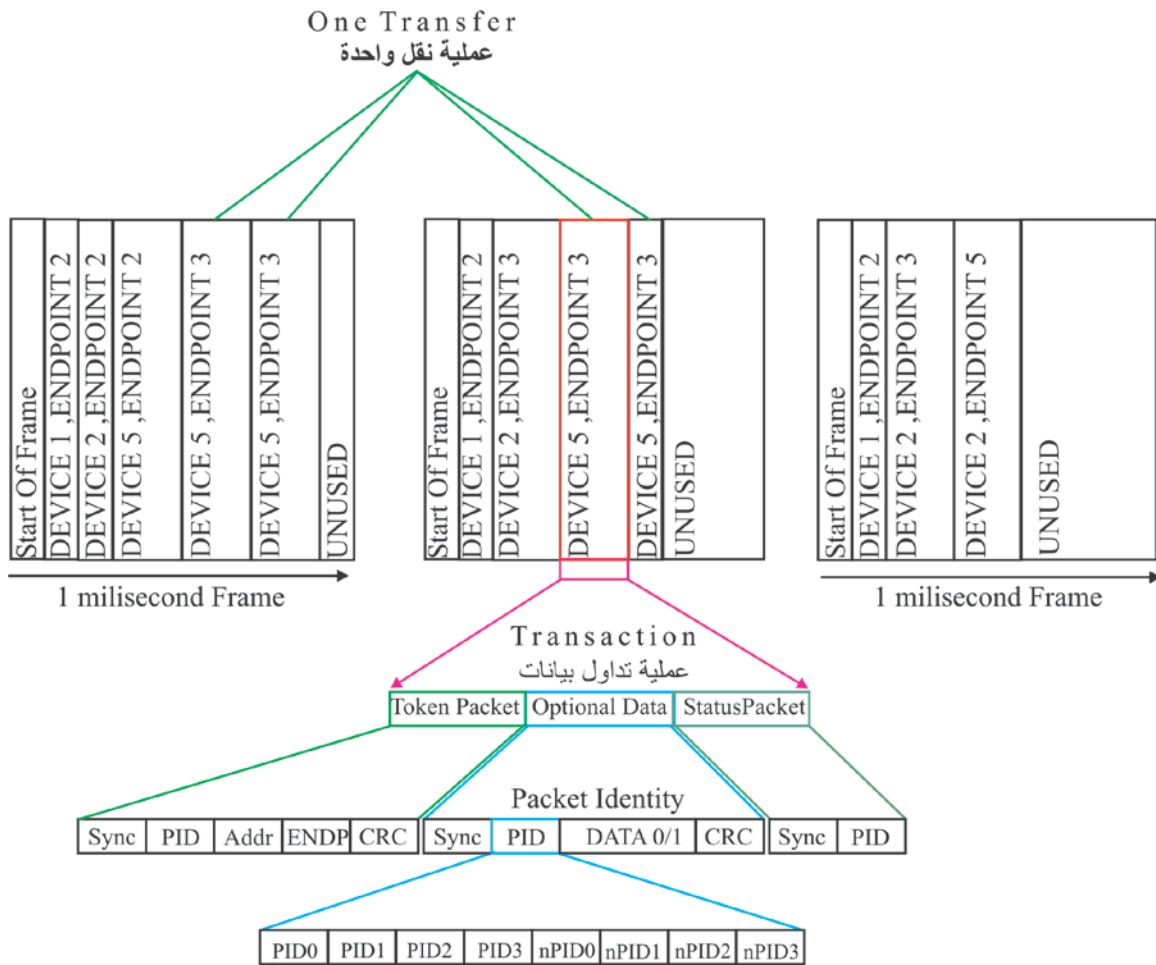 One Transfer
عملية نقل واحدة
Start Of Frame
DEVICE 1 ,ENDPOINT 2
DEVICE 2 ,ENDPOINT 2
DEVICE 5 ,ENDPOINT 2
DEVICE 5 ,ENDPOINT 3
DEVICE 5 ,ENDPOINT 3
UNUSED
Start Of Frame
DEVICE 1 ,ENDPOINT 2
DEVICE 2 ,ENDPOINT 3
DEVICE 5 ,ENDPOINT 3
DEVICE 5 ,ENDPOINT 3
UNUSED
Start Of Frame
DEVICE 1 ,ENDPOINT 2
DEVICE 2 ,ENDPOINT 3
DEVICE 2 ,ENDPOINT 5
UNUSED
1 milisecond Frame
1 milisecond Frame
Transaction
عملية تداول بيانات
Token Packet
Optional Data
StatusPacket
Packet Identity
Sync
PID
Addr
ENDP
CRC
Sync
PID
DATA 0/1
CRC
Sync
PID
PID0
PID1
PID2
PID3
nPID0
nPID1
nPID2
nPID3